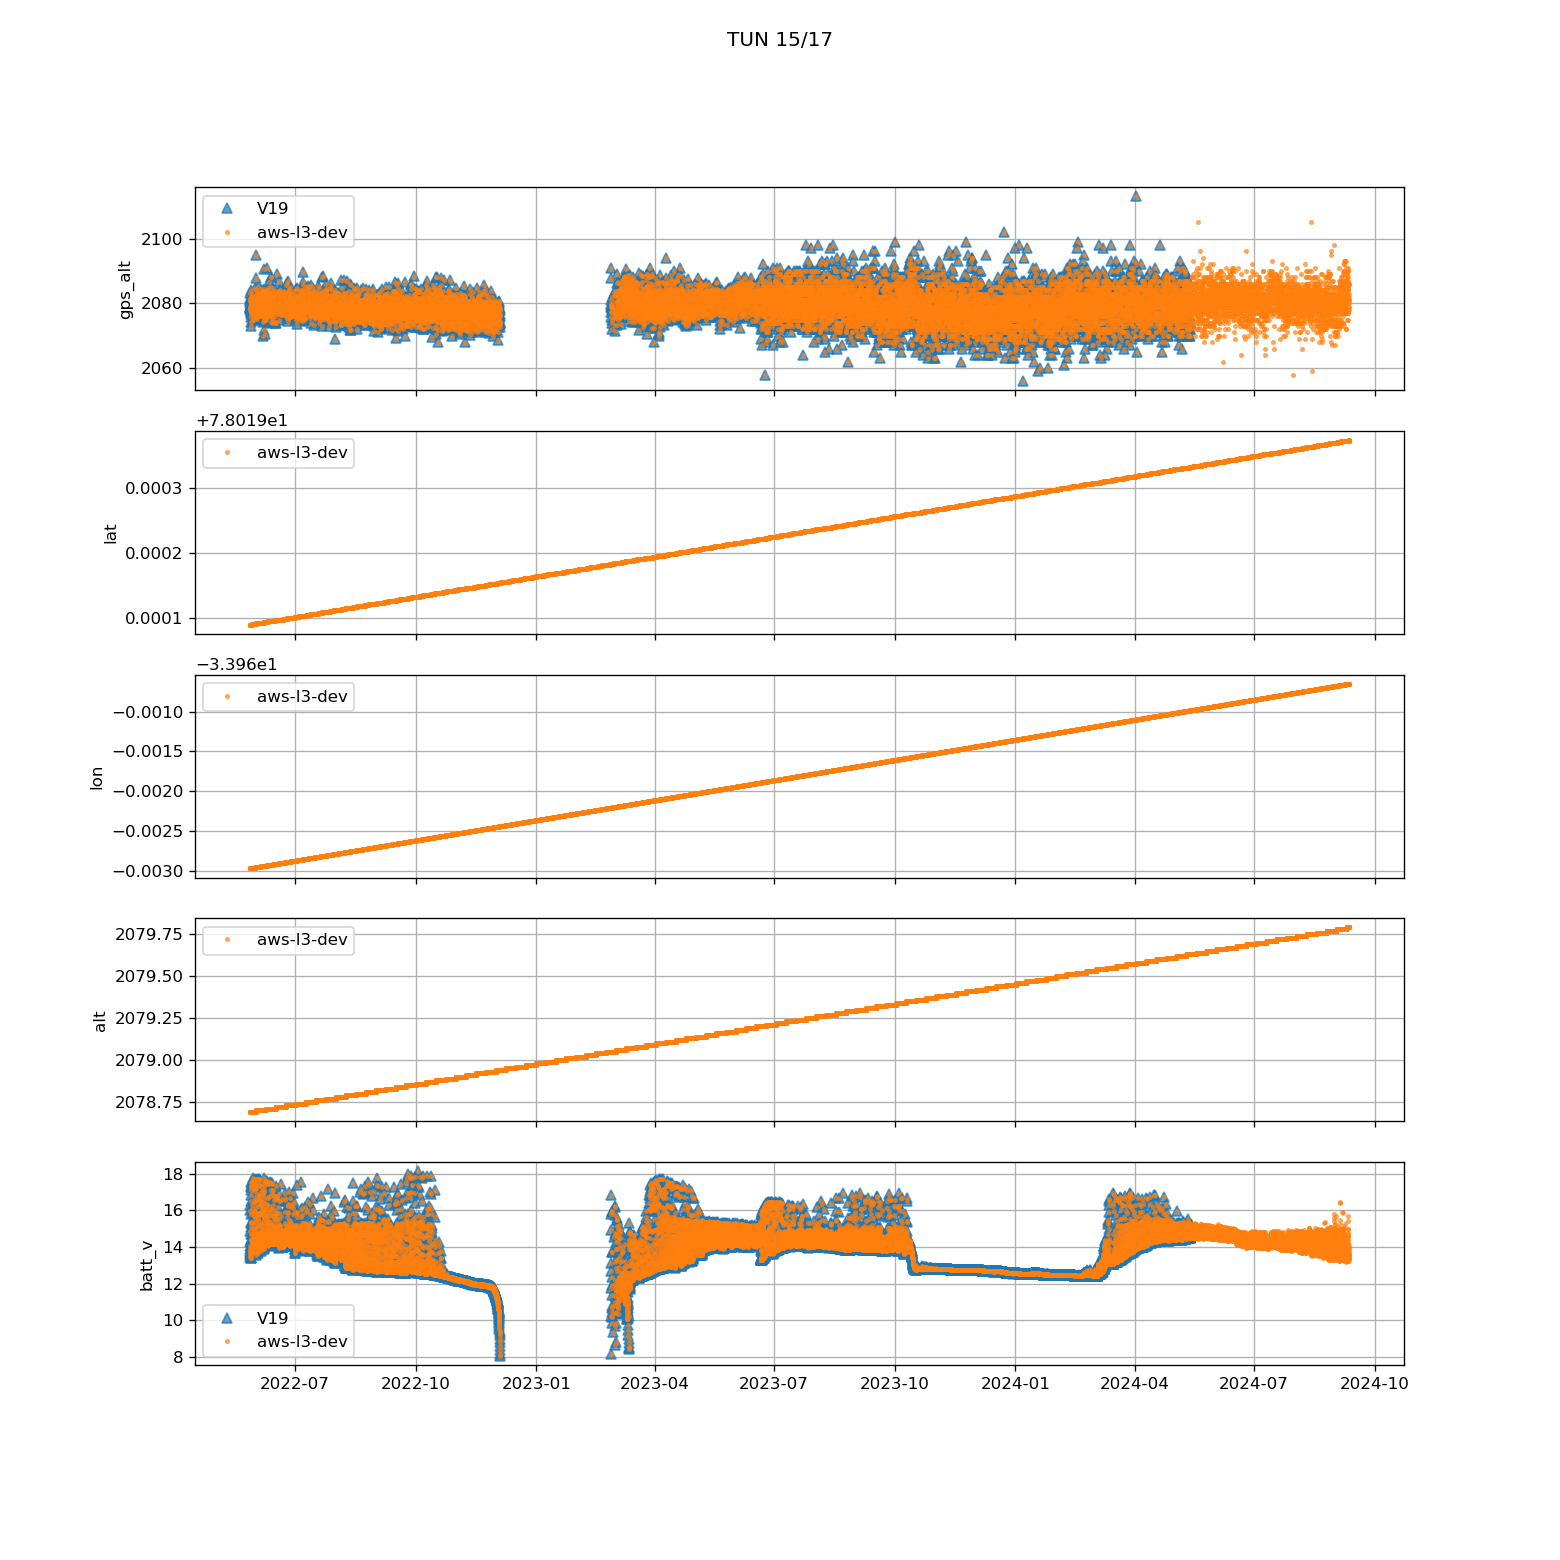 TUN 15/17
V19
aws-l3-dev
gps_alt
2100
2080
2060
+7.8019e1
aws-l3-dev
lat
0.0003
0.0002
0.0001
−3.396e1
aws-l3-dev
lon
−0.0010
−0.0015
−0.0020
−0.0025
−0.0030
aws-l3-dev
alt
2079.75
2079.50
2079.25
2079.00
2078.75
batt_v
18
16
14
12
10
8
V19
aws-l3-dev
2022-07 2022-10 2023-01 2023-04 2023-07 2023-10 2024-01 2024-04 2024-07 2024-10